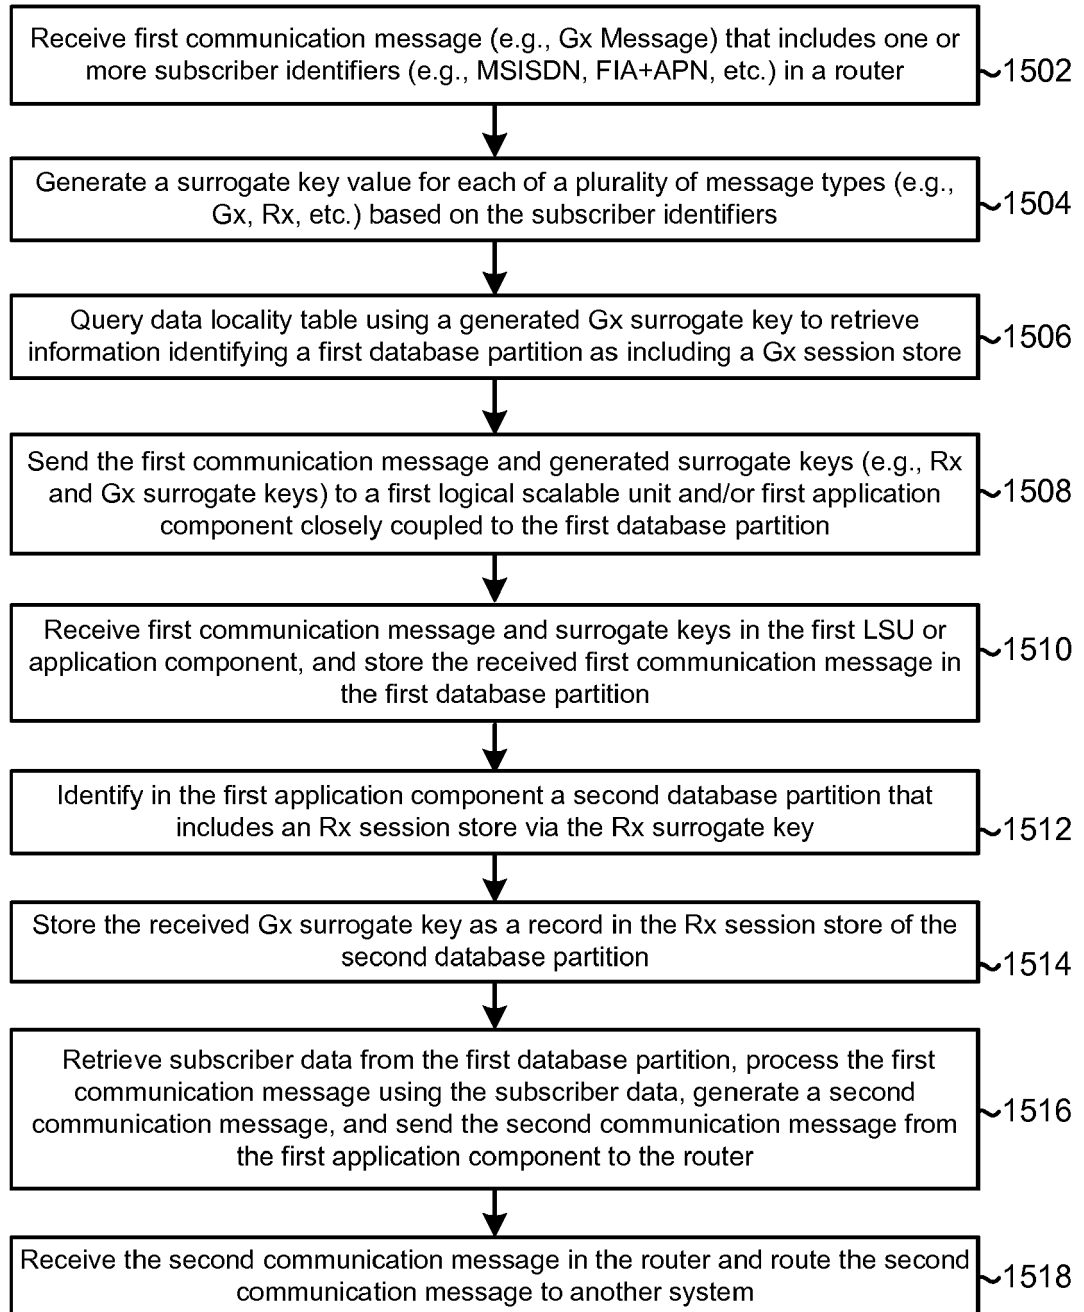 Receive first communication message (e.g., Gx Message) that includes one or
more subscriber identifiers (e.g., MSISDN, FIA+APN, etc.) in a router
1502
Generate a surrogate key value for each of a plurality of message types (e.g.,
Gx, Rx, etc.) based on the subscriber identifiers
1504
Query data locality table using a generated Gx surrogate key to retrieve
information identifying a first database partition as including a Gx session store
1506
Send the first communication message and generated surrogate keys (e.g., Rx
and Gx surrogate keys) to a first logical scalable unit and/or first application
component closely coupled to the first database partition
1508
Receive first communication message and surrogate keys in the first LSU or
application component, and store the received first communication message in
the first database partition
1510
Identify in the first application component a second database partition that
includes an Rx session store via the Rx surrogate key
1512
Store the received Gx surrogate key as a record in the Rx session store of the
second database partition
1514
Retrieve subscriber data from the first database partition, process the first
communication message using the subscriber data, generate a second
communication message, and send the second communication message from
the first application component to the router
1516
Receive the second communication message in the router and route the second
communication message to another system
1518